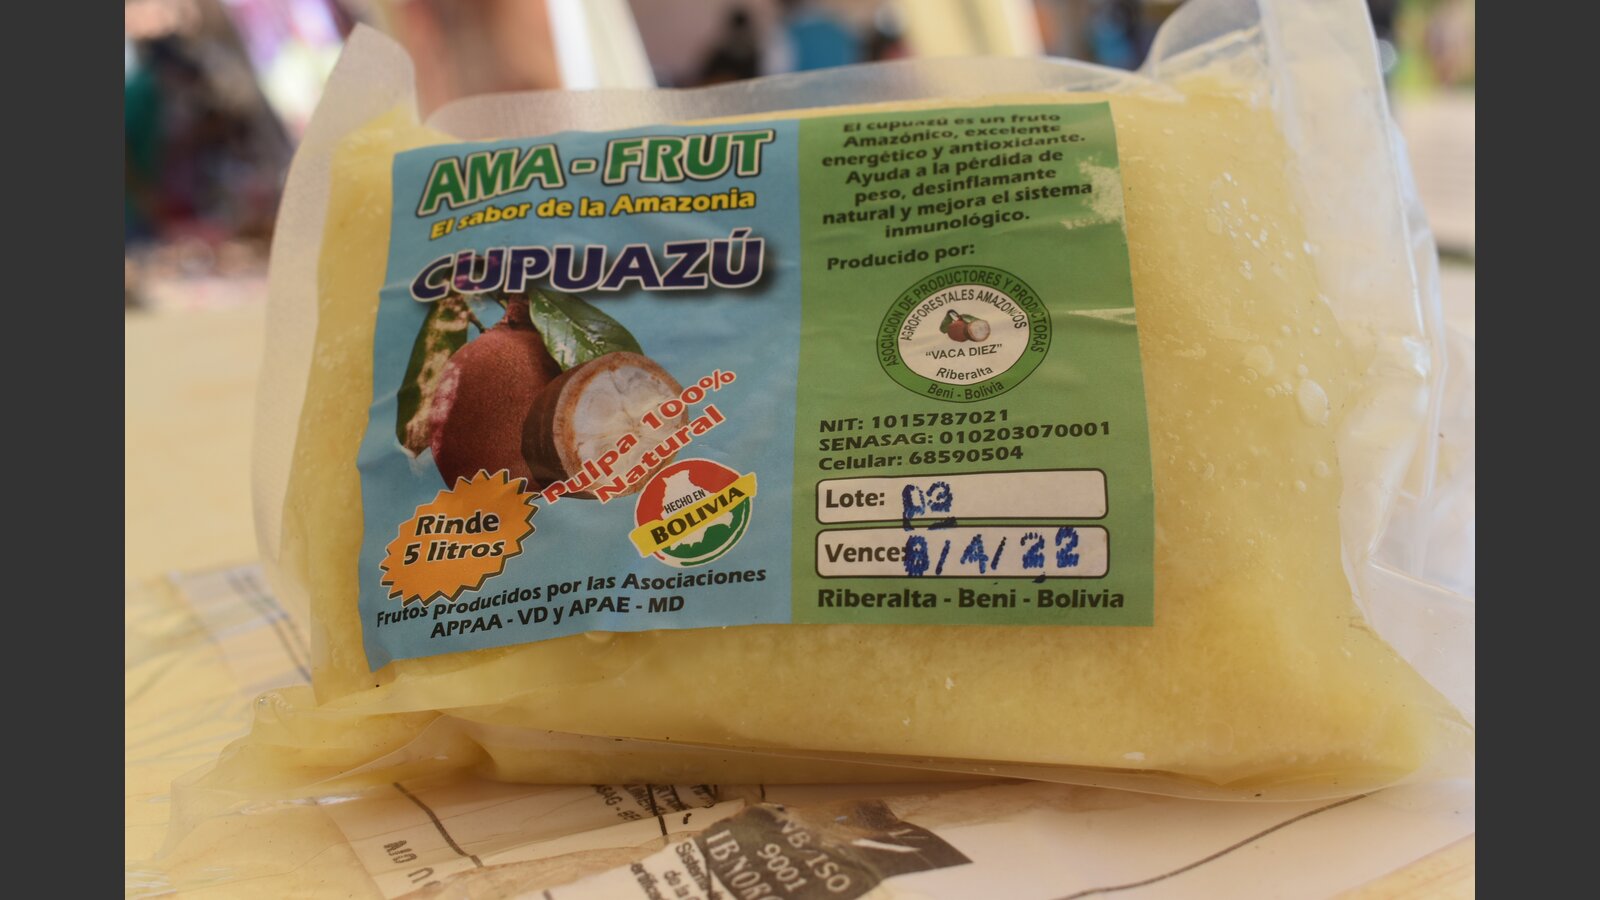 AMA - FRUT
El sabor de la Amazonia
CUPUAZÚ
Pulpa 100%
Natural
Rinde
5 litros
HECHO EN
BOLIVIA
Frutos producidos por las Asociaciones
APPAA - VD y APAE - MD
El cupuazú es un fruto
Amazónico, excelente
energético y antioxidante.
Ayuda a la pérdida de
peso, desinflamante
natural y mejora el sistema
inmunológico.
Producido por:
ASOCIACION DE PRODUCTORES Y PRODUCTORAS
AGROFORESTALES AMAZONICOS
“VACA DIEZ”
Riberalta
Beni - Bolivia
NIT: 1015787021
SENASAG: 010203070001
Celular: 68590504
Lote: 03
Vence: 8/4/22
Riberalta - Beni - Bolivia
NB/ISO
9001
IBNOR